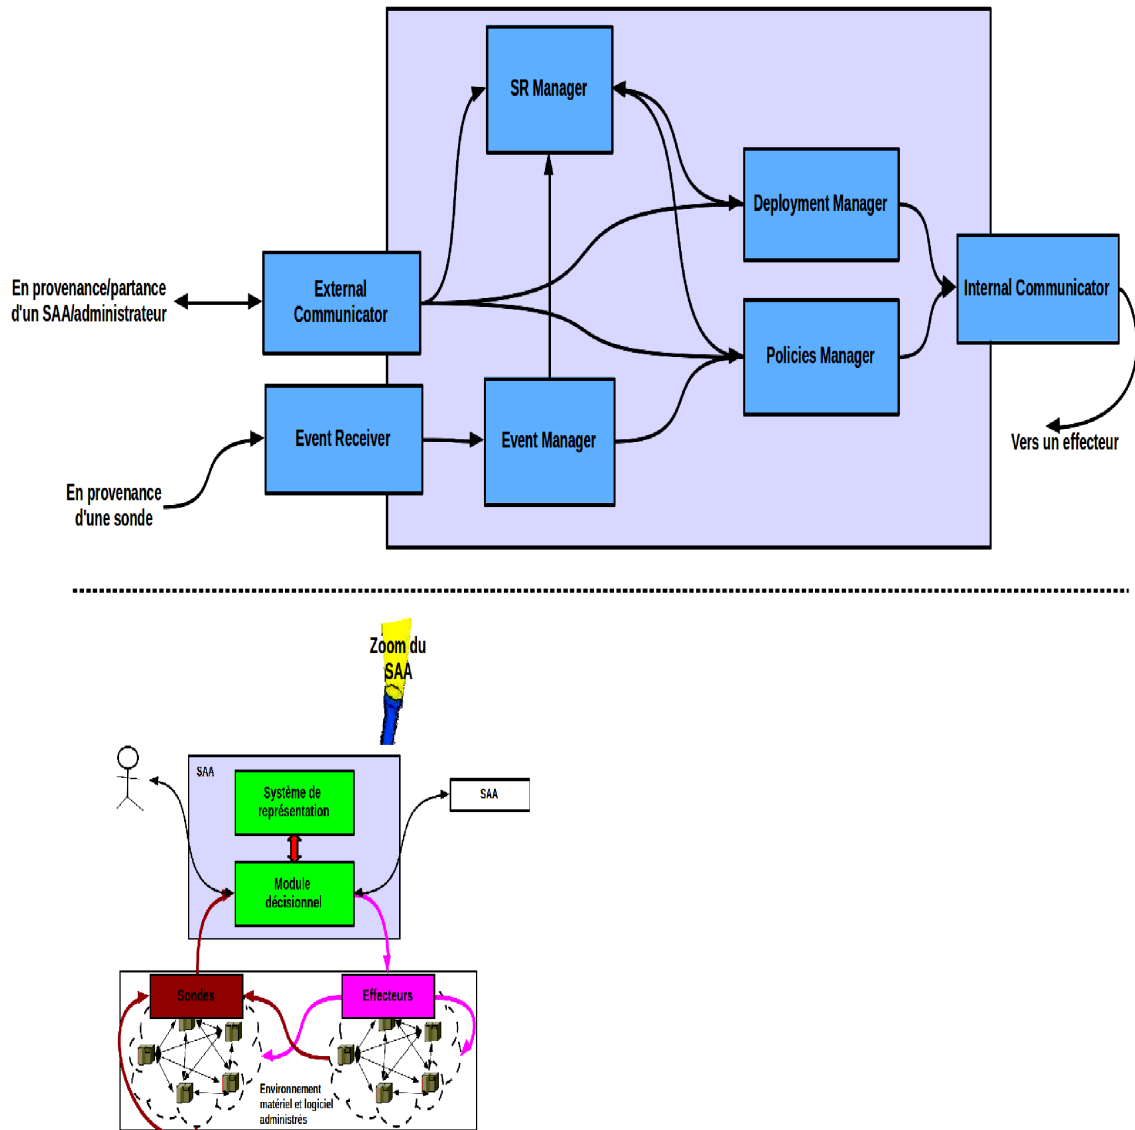 SR Manager
Deployment Manager
En provenance/partance
d'un SAA/administrateur
External
Communicator
Internal Communicator
Policies Manager
Event Receiver
Event Manager
Vers un effecteur
En provenance
d'une sonde
Zoom du
SAA
SAA
Système de
représentation
SAA
Module
décisionnel
Sondes
Effecteurs
Environnement
matériel et logiciel
administrés